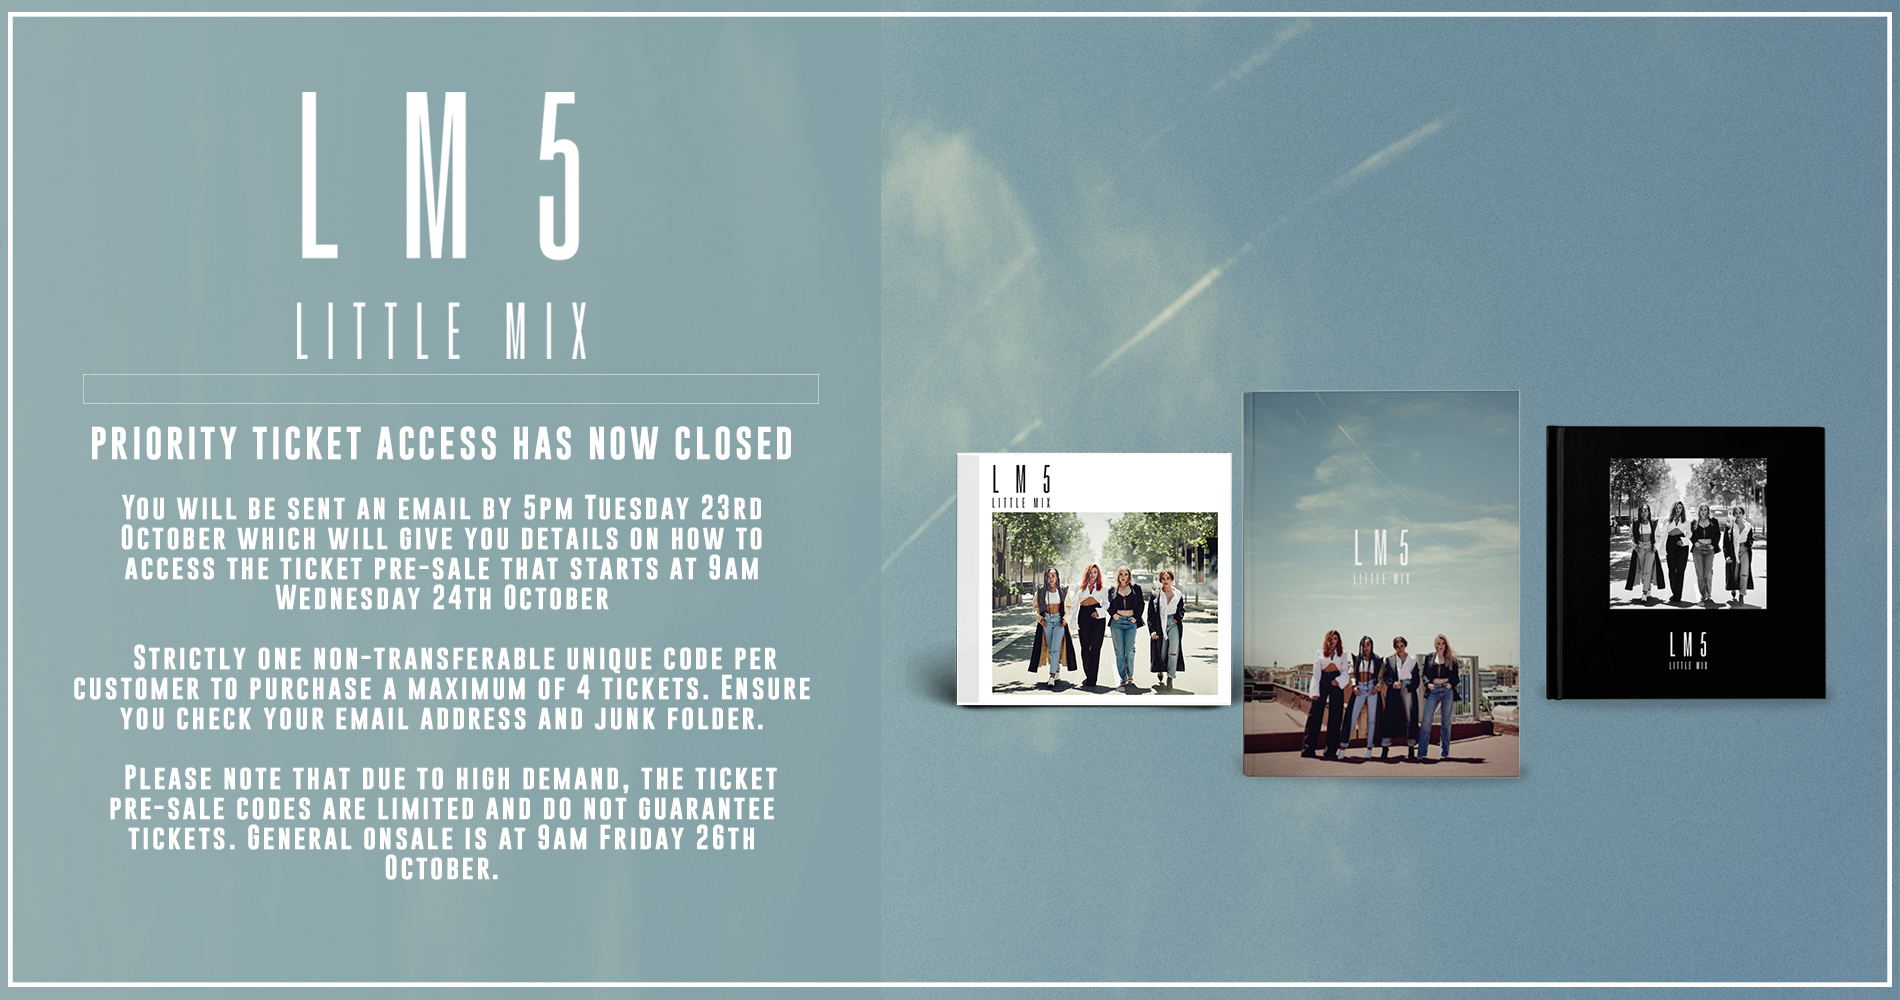 L M 5
LITTLE MIX
PRIORITY TICKET ACCESS HAS NOW CLOSED
YOU WILL BE SENT AN EMAIL BY 5PM TUESDAY 23RD
OCTOBER WHICH WILL GIVE YOU DETAILS ON HOW TO
ACCESS THE TICKET PRE-SALE THAT STARTS AT 9AM
WEDNESDAY 24TH OCTOBER
STRICTLY ONE NON-TRANSFERABLE UNIQUE CODE PER
CUSTOMER TO PURCHASE A MAXIMUM OF 4 TICKETS. ENSURE
YOU CHECK YOUR EMAIL ADDRESS AND JUNK FOLDER.
PLEASE NOTE THAT DUE TO HIGH DEMAND, THE TICKET
PRE-SALE CODES ARE LIMITED AND DO NOT GUARANTEE
TICKETS. GENERAL ONSALE IS AT 9AM FRIDAY 26TH
OCTOBER.
L M 5
LITTLE MIX
L M 5
LITTLE MIX
L M 5
LITTLE MIX